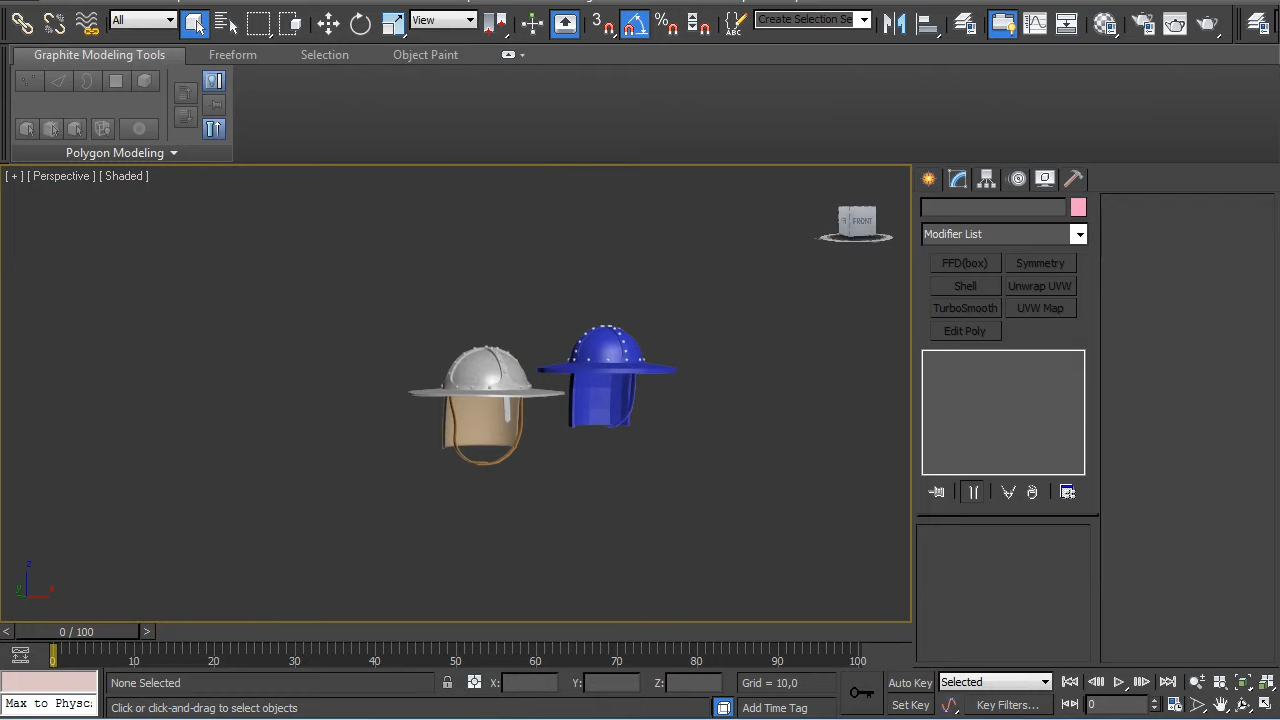 All
View
3
%
ABC
Create Selection Se
Graphite Modeling Tools
Freeform
Selection
Object Paint
Polygon Modeling
[ + ] [ Perspective ] [ Shaded ]
FRONT
Modifier List
FFD(box)
Symmetry
Shell
Unwrap UVW
TurboSmooth
UV Map
Edit Poly
z
y
x
<
0 / 100
>
0
10
20
30
40
50
60
70
80
90
100
None Selected
X:
Y:
Z:
Grid = 10,0
Auto Key
Selected
Max to Physc:
Click or click-and-drag to select objects
Add Time Tag
Set Key
Key Filters...
0